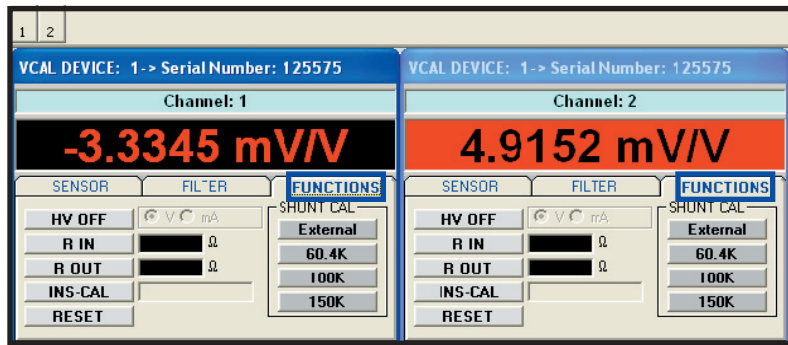 1 2
VCAL DEVICE: 1-> Serial Number: 125575
Channel: 1
-3.3345 mV/V
SENSOR FILTER FUNCTIONS
HV OFF V mA
R IN Ω
R OUT Ω
INS-CAL
RESET
SHUNT CAL
External
60.4K
100K
150K
VCAL DEVICE: 1-> Serial Number: 125575
Channel: 2
4.9152 mV/V
SENSOR FILTER FUNCTIONS
HV OFF V mA
R IN Ω
R OUT Ω
INS-CAL
RESET
SHUNT CAL
External
60.4K
100K
150K